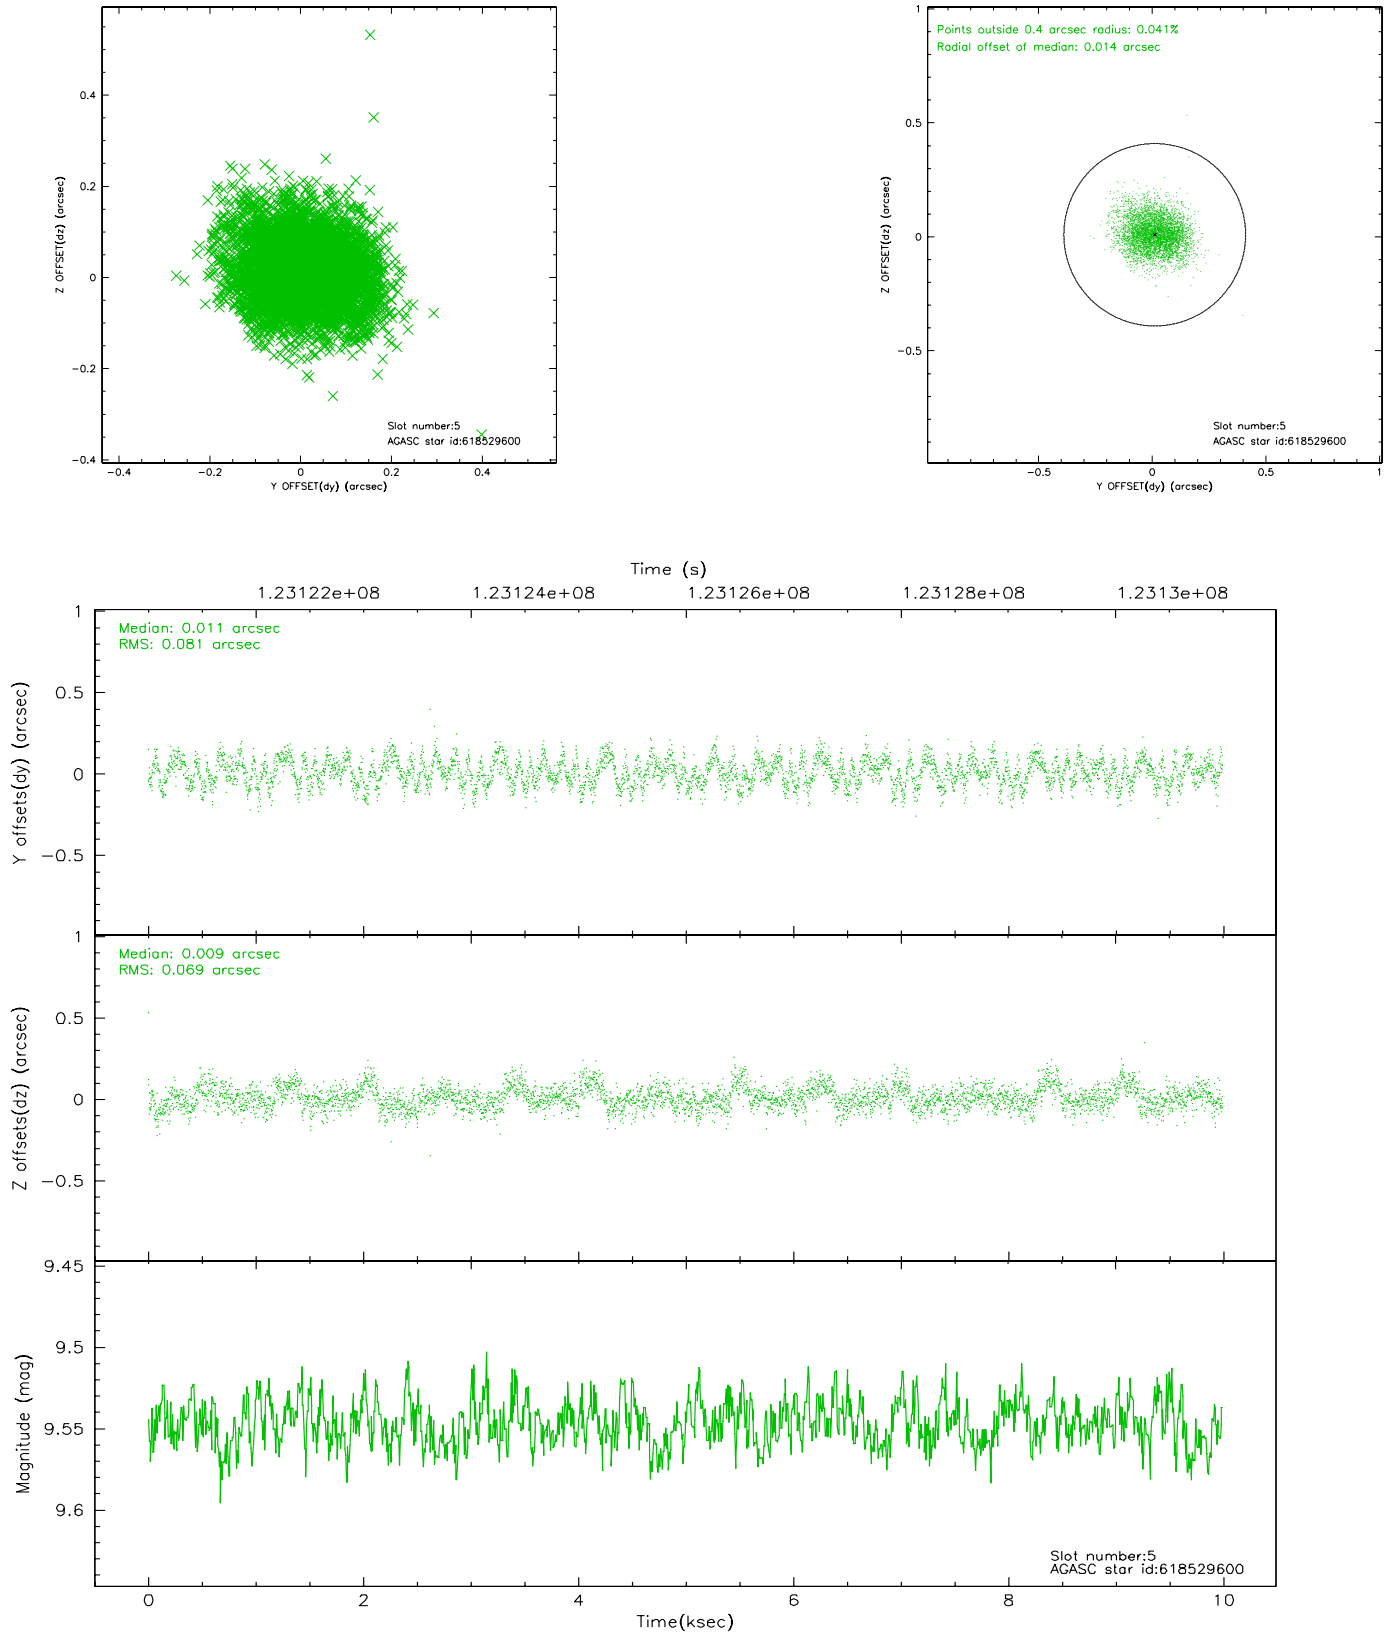 0.4
0.2
0
−0.2
−0.4
Z OFFSET(dz) (arcsec)
−0.4
−0.2
0
0.2
0.4
Y OFFSET(dy) (arcsec)
Slot number:5
AGASC star id:618529600
Points outside 0.4 arcsec radius: 0.041%
Radial offset of median: 0.014 arcsec
1
0.5
0
−0.5
Z OFFSET(dz) (arcsec)
−0.5
0
0.5
1
Y OFFSET(dy) (arcsec)
Slot number:5
AGASC star id:618529600
Time (s)
1.23122e+08
1.23124e+08
1.23126e+08
1.23128e+08
1.2313e+08
Median: 0.011 arcsec
RMS: 0.081 arcsec
1
0.5
0
−0.5
Y offsets(dy) (arcsec)
Median: 0.009 arcsec
RMS: 0.069 arcsec
1
0.5
0
−0.5
Z offsets(dz) (arcsec)
9.45
9.5
9.55
9.6
Magnitude (mag)
Slot number:5
AGASC star id:618529600
0
2
4
6
8
10
Time(ksec)